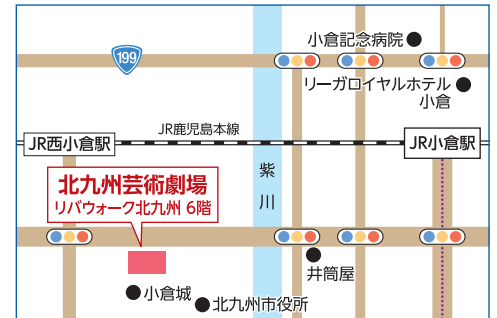 小倉記念病院
199
リーガロイヤルホテル
小倉
JR鹿児島本線
JR西小倉駅
JR小倉駅
紫川
北九州芸術劇場
リバウォーク北九州 6階
井筒屋
小倉城
北九州市役所